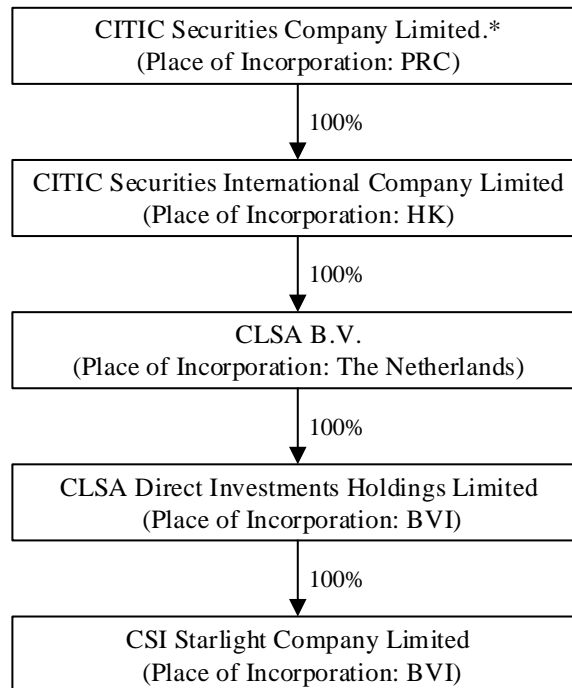 CITIC Securities Company Limited.*
(Place of Incorporation: PRC)
100%
CITIC Securities International Company Limited
(Place of Incorporation: HK)
100%
CLSA B.V.
(Place of Incorporation: The Netherlands)
100%
CLSA Direct Investments Holdings Limited
(Place of Incorporation: BVI)
100%
CSI Starlight Company Limited
(Place of Incorporation: BVI)